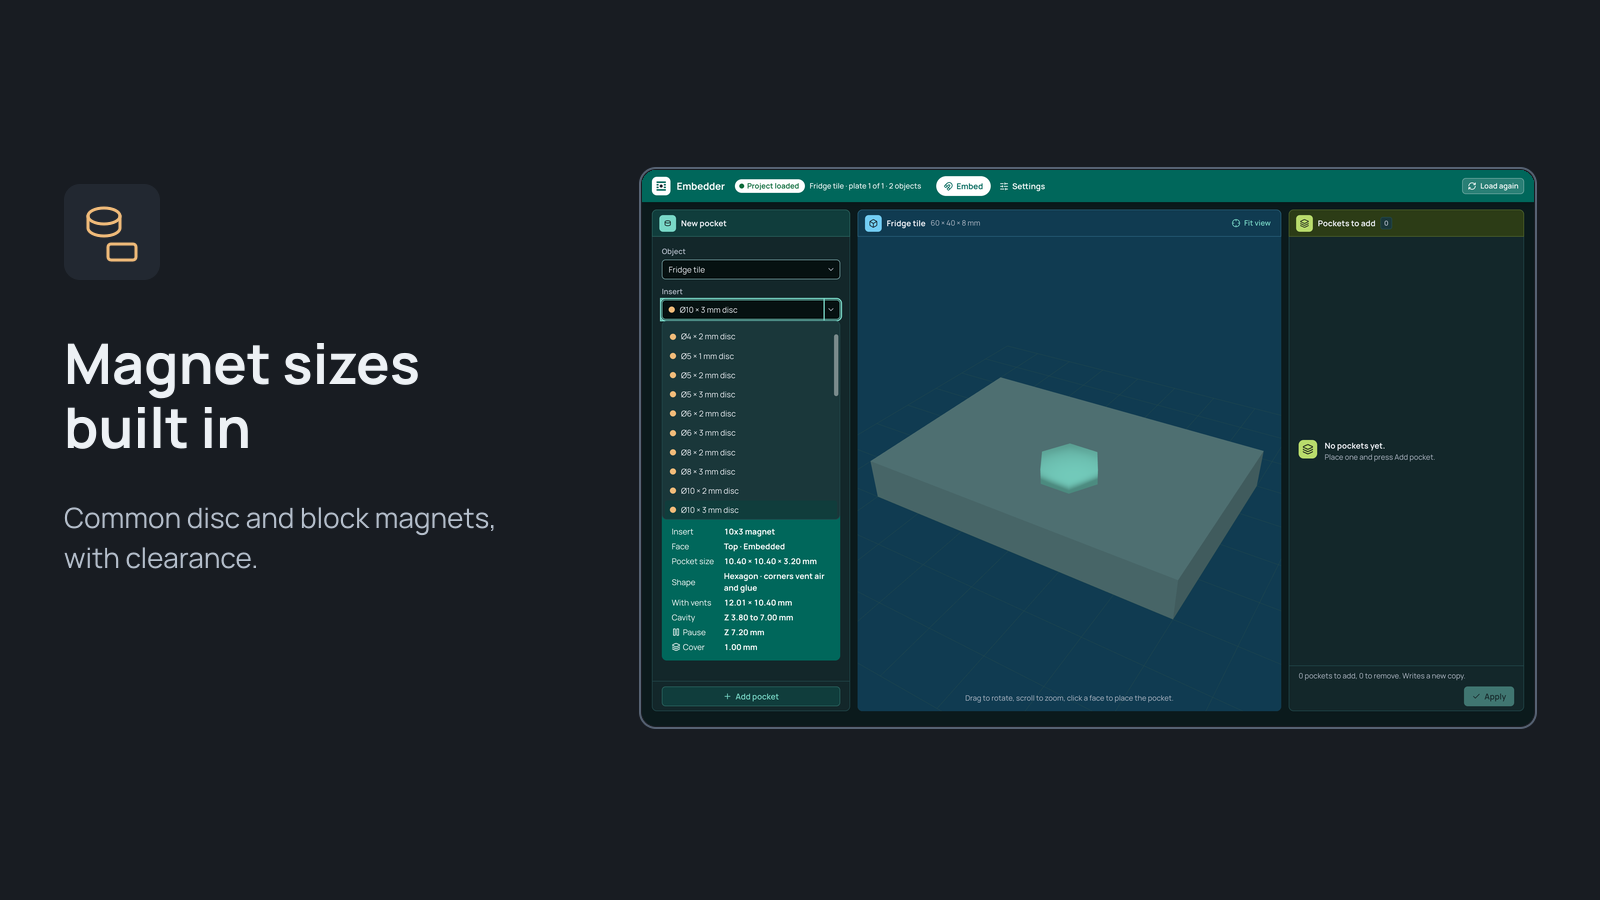 Magnet sizes
built in
Common disc and block magnets,
with clearance.
Embedder
Project loaded
Fridge tile · plate 1 of 1 · 2 objects
Embed
Settings
Load again
New pocket
Object
Fridge tile
Insert
Ø10 × 3 mm disc
Ø4 × 2 mm disc
Ø5 × 1 mm disc
Ø5 × 2 mm disc
Ø5 × 3 mm disc
Ø6 × 2 mm disc
Ø6 × 3 mm disc
Ø8 × 2 mm disc
Ø8 × 3 mm disc
Ø10 × 2 mm disc
Ø10 × 3 mm disc
Insert 10x3 magnet
Face Top · Embedded
Pocket size 10.40 × 10.40 × 3.20 mm
Shape Hexagon · corners vent air
and glue
With vents 12.01 × 10.40 mm
Cavity Z 3.80 to 7.00 mm
Pause Z 7.20 mm
Cover 1.00 mm
Add pocket
Fridge tile 60 × 40 × 8 mm
Fit view
Drag to rotate, scroll to zoom, click a face to place the pocket.
Pockets to add 0
No pockets yet.
Place one and press Add pocket.
0 pockets to add, 0 to remove. Writes a new copy.
Apply